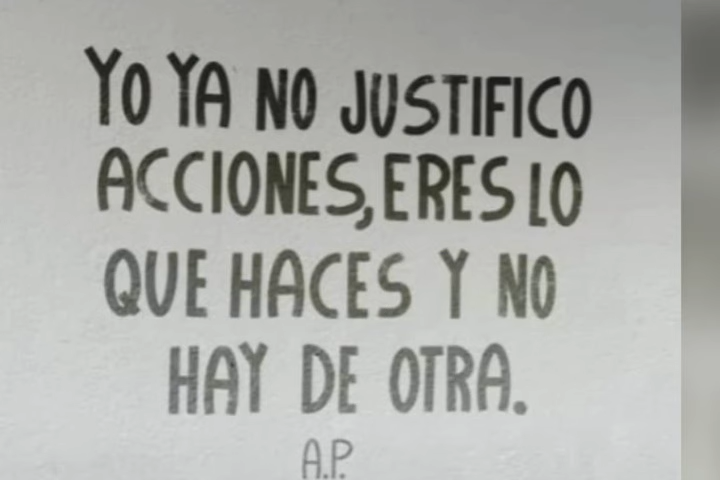 YO YA NO JUSTIFICO
ACCIONES, ERES LO
QUE HACES Y NO
HAY DE OTRA.
A.P.